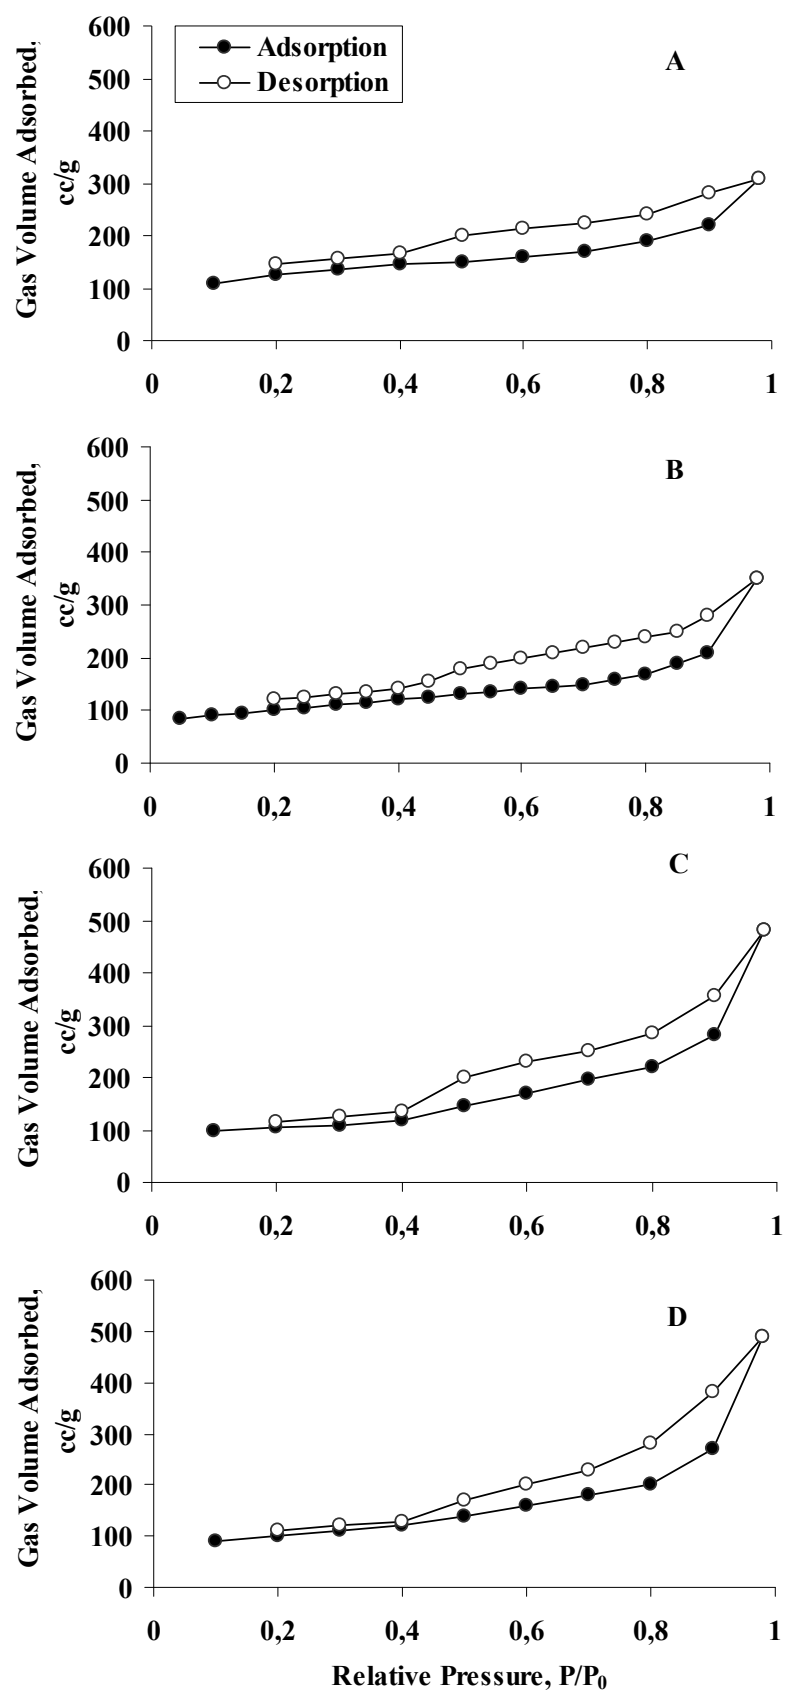 Gas Volume Adsorbed,
cc/g
600
500
400
300
200
100
0
Adsorption
Desorption
A
0 0,2 0,4 0,6 0,8 1
Gas Volume Adsorbed,
cc/g
600
500
400
300
200
100
0
B
0 0,2 0,4 0,6 0,8 1
Gas Volume Adsorbed,
cc/g
600
500
400
300
200
100
0
C
0 0,2 0,4 0,6 0,8 1
Gas Volume Adsorbed,
cc/g
600
500
400
300
200
100
0
D
0 0,2 0,4 0,6 0,8 1
Relative Pressure, P/P₀